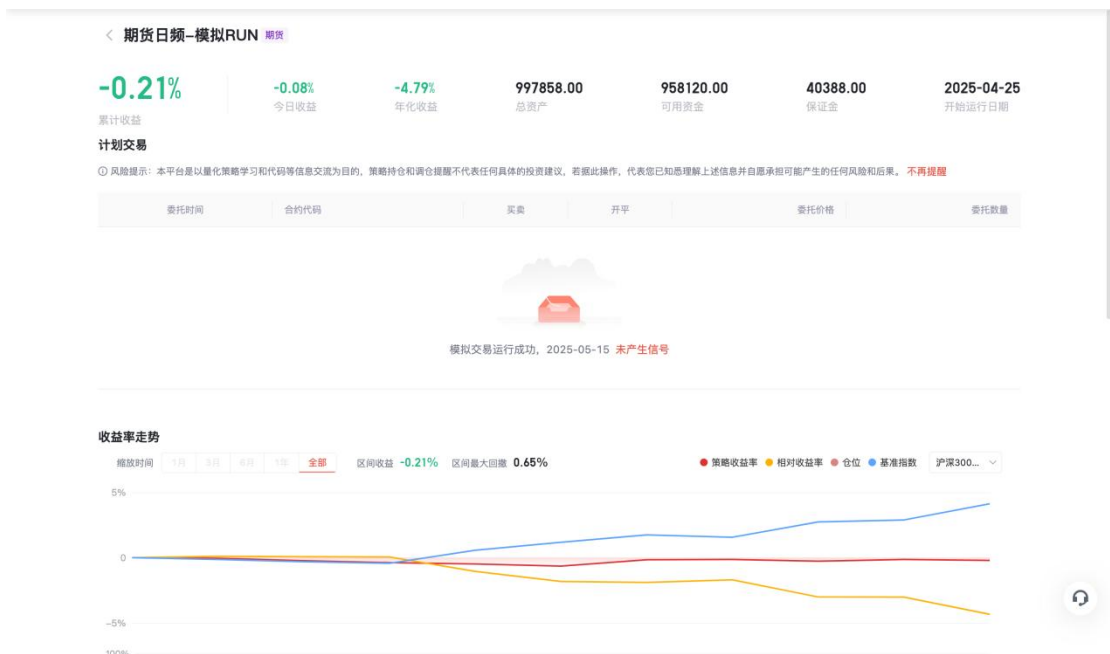 期货日频-模拟RUN 期货
-0.21% -0.08% -4.79% 997858.00 958120.00 40388.00 2025-04-25
累计收益 今日收益 年化收益 总资产 可用资金 保证金 开始运行日期
计划交易
风险提示：本平台是以量化策略学习和代码等信息交流为目的，策略持仓和调仓提醒不代表任何具体的投资建议，若据此操作，代表您已知悉理解上述信息并自愿承担可能产生的任何风险和后果。 不再提醒
委托时间 合约代码 买卖 开平 委托价格 委托数量
模拟交易运行成功，2025-05-15 未产生信号
收益率走势
缩放时间 1月 3月 6月 1年 全部 区间收益 -0.21% 区间最大回撤 0.65% 策略收益率 相对收益率 仓位 基准指数 沪深300...
5%
0
-5%
100%